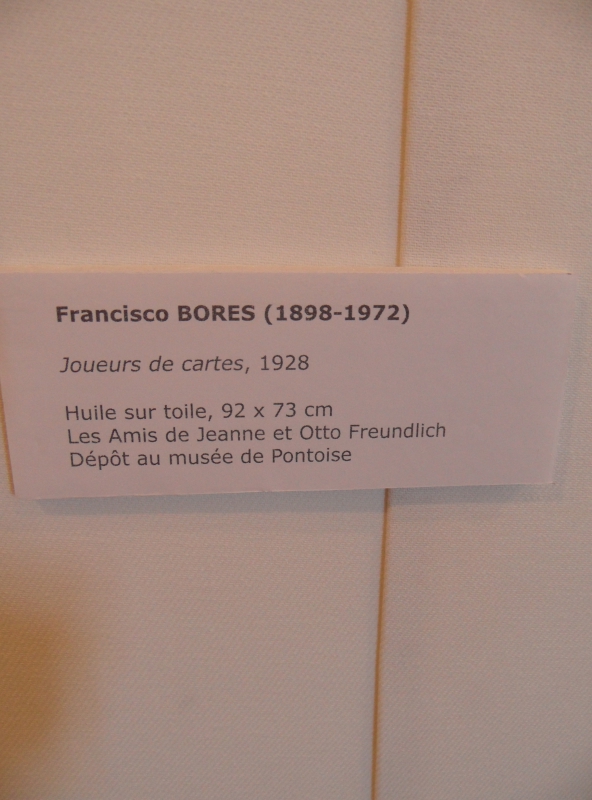 Francisco BORES (1898-1972)
Joueurs de cartes, 1928
Huile sur toile, 92 x 73 cm
Les Amis de Jeanne et Otto Freundlich
Dépôt au musée de Pontoise